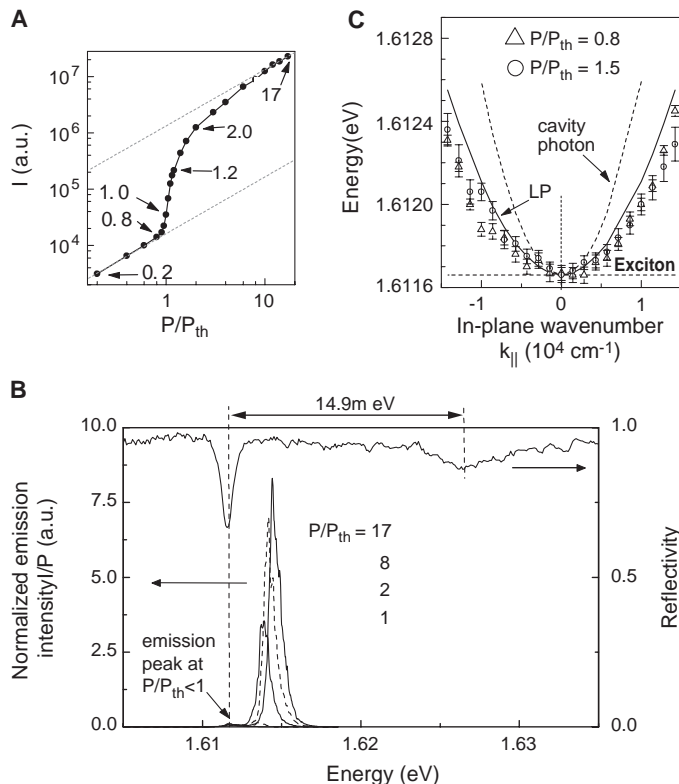 A
10^7
10^6
10^5
10^4
I (a.u.)
17
2.0
1.2
1.0
0.8
0.2
1
10
P/P_th
C
1.6128
1.6124
1.6120
1.6116
Energy(eV)
P/P_th = 0.8
P/P_th = 1.5
cavity
photon
LP
Exciton
-1
0
1
In-plane wavenumber
k_|| (10^4 cm^-1)
B
14.9m eV
10.0
7.5
5.0
2.5
0.0
Normalized emission
intensityI/P (a.u.)
P/P_th = 17
8
2
1
emission
peak at
P/P_th<1
1.0
0.5
0.0
Reflectivity
1.61
1.62
1.63
Energy (eV)